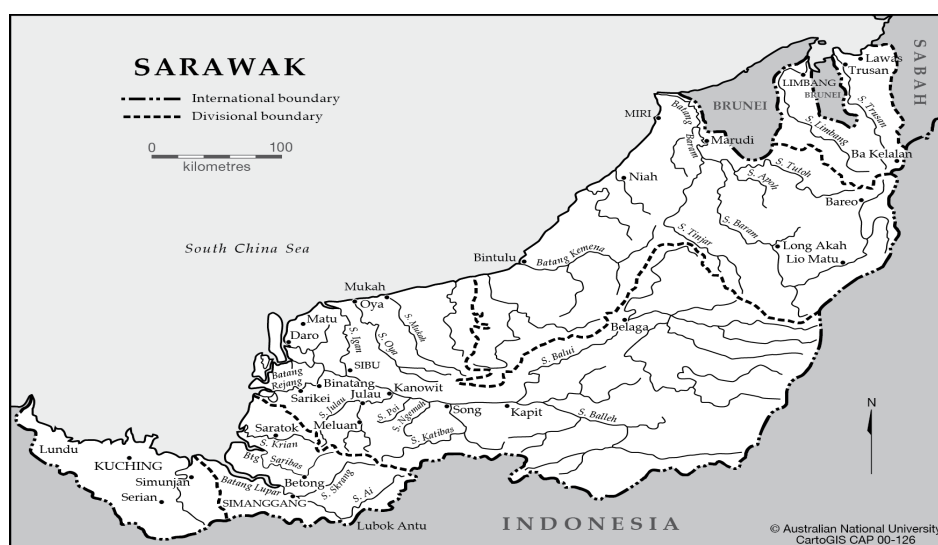 SARAWAK
International boundary
Divisional boundary
0 100
kilometres
South China Sea
SABAH
BRUNEI
LIMBANG
BRUNEI
Lawas
Trusan
S. Trusan
S. Limbang
Ba Kelalan
MIRI
Batang Baram
Marudi
S. Tutoh
S. Apoh
Bareo
Niah
S. Baram
S. Tinjar
Long Akah
Lio Matu
Bintulu
Batang Kemena
Mukah
Oya
Matu
Daro
S. Igan
S. Oya
S. Mukah
Belaga
S. Balui
SIBU
Batang
Rejang
Binatang
Kanowit
Sarikei
Julau
S. Julau
Meluan
S. Poi
S. Ngemah
Song
Kapit
S. Balleh
S. Katibas
Saratok
S. Krian
Btg Saribas
Betong
S. Skrang
S. Ai
Batang Lupar
SIMANGGANG
Lubok Antu
Lundu
KUCHING
Simunjan
Serian
INDONESIA
N
© Australian National University
CartoGIS CAP 00-126